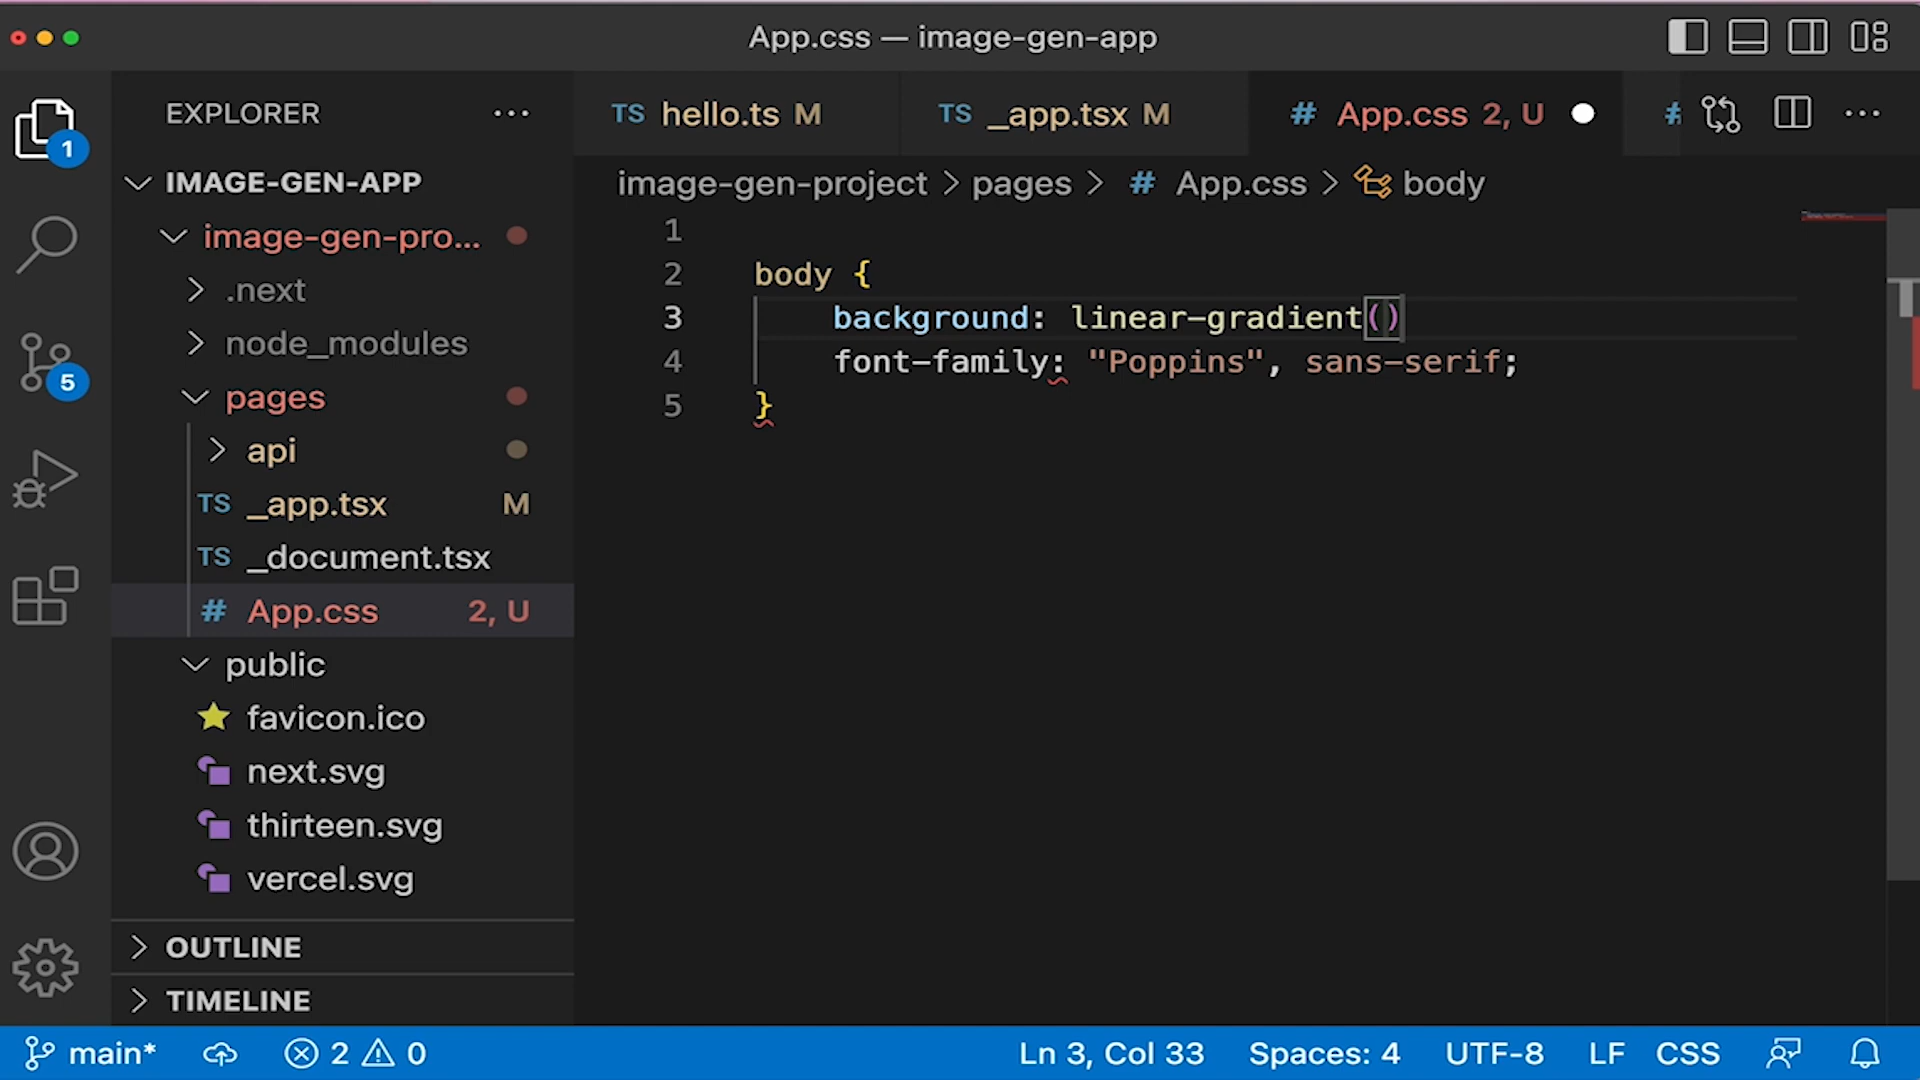 App.css — image-gen-app
EXPLORER
1
IMAGE-GEN-APP
image-gen-pro...
.next
node_modules
5
pages
api
TS _app.tsx M
TS _document.tsx
# App.css 2, U
public
favicon.ico
next.svg
thirteen.svg
vercel.svg
OUTLINE
TIMELINE
TS hello.ts M TS _app.tsx M # App.css 2, U #
image-gen-project > pages > # App.css > body
1
2 body {
3 background: linear-gradient()
4 font-family: "Poppins", sans-serif;
5 }
main* 2 0 Ln 3, Col 33 Spaces: 4 UTF-8 LF CSS